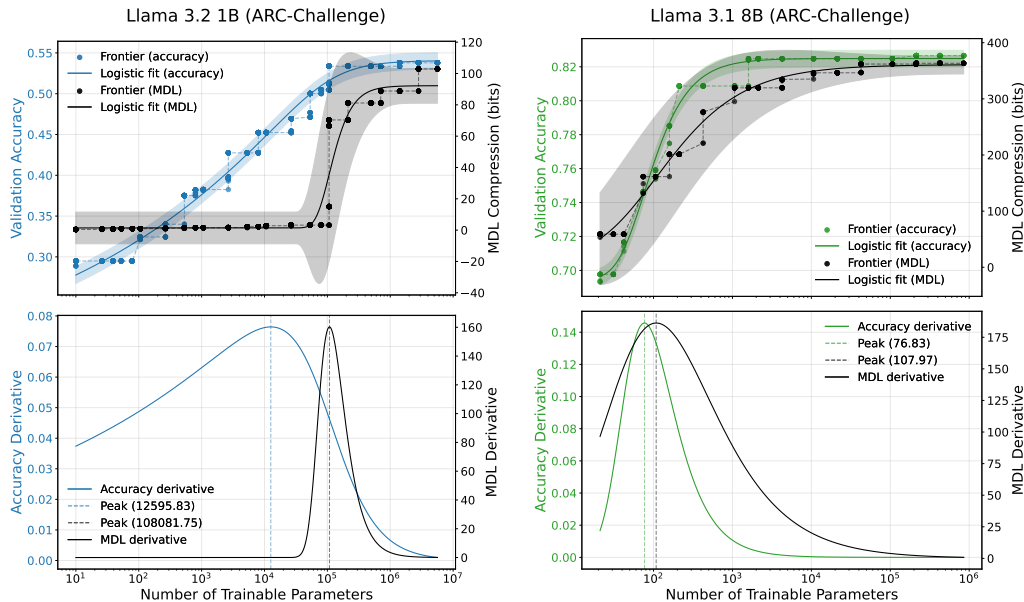 Llama 3.2 1B (ARC-Challenge)
Llama 3.1 8B (ARC-Challenge)
Validation Accuracy
0.55
0.50
0.45
0.40
0.35
0.30
Frontier (accuracy)
Logistic fit (accuracy)
Frontier (MDL)
Logistic fit (MDL)
120
100
80
60
40
20
0
−20
−40
MDL Compression (bits)
Validation Accuracy
0.82
0.80
0.78
0.76
0.74
0.72
0.70
Frontier (accuracy)
Logistic fit (accuracy)
Frontier (MDL)
Logistic fit (MDL)
400
300
200
100
0
MDL Compression (bits)
Accuracy Derivative
0.08
0.07
0.06
0.05
0.04
0.03
0.02
0.01
0.00
Accuracy derivative
Peak (12595.83)
Peak (108081.75)
MDL derivative
160
140
120
100
80
60
40
20
0
MDL Derivative
10¹ 10² 10³ 10⁴ 10⁵ 10⁶ 10⁷
Number of Trainable Parameters
Accuracy Derivative
0.14
0.12
0.10
0.08
0.06
0.04
0.02
0.00
Accuracy derivative
Peak (76.83)
Peak (107.97)
MDL derivative
175
150
125
100
75
50
25
0
MDL Derivative
10² 10³ 10⁴ 10⁵ 10⁶
Number of Trainable Parameters